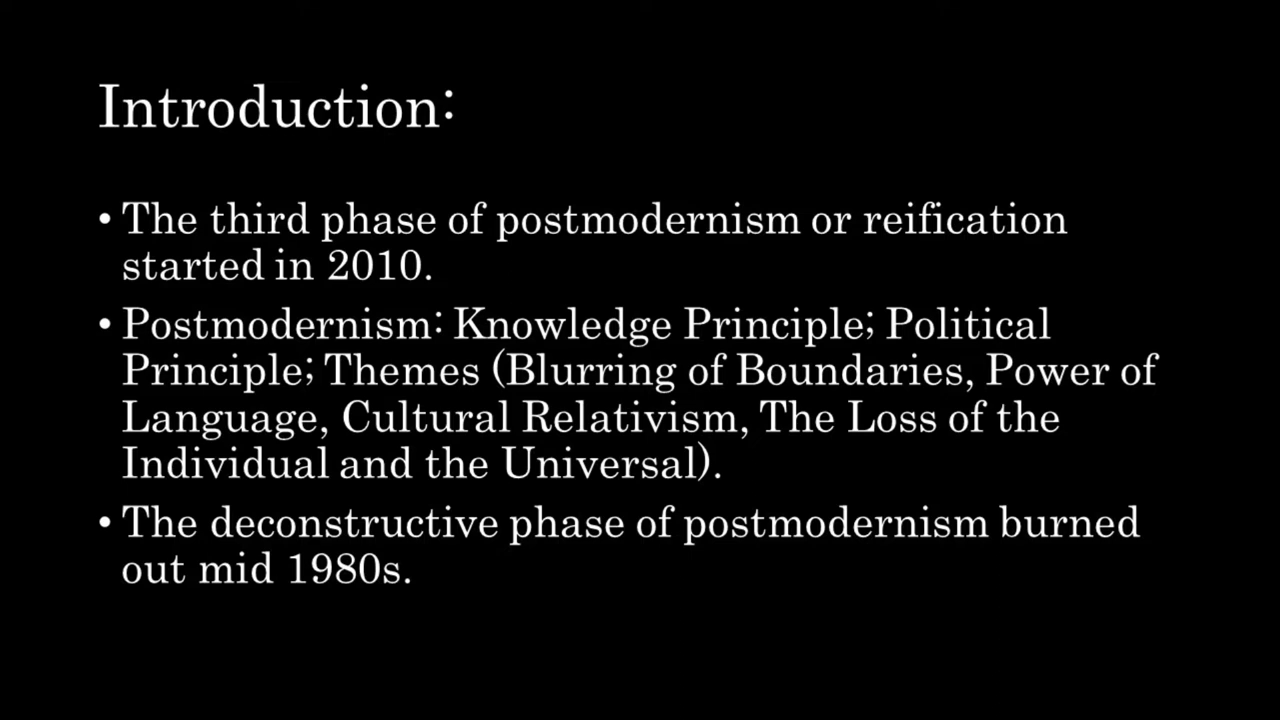 Introduction:
• The third phase of postmodernism or reification
started in 2010.
• Postmodernism: Knowledge Principle; Political
Principle; Themes (Blurring of Boundaries, Power of
Language, Cultural Relativism, The Loss of the
Individual and the Universal).
• The deconstructive phase of postmodernism burned
out mid 1980s.